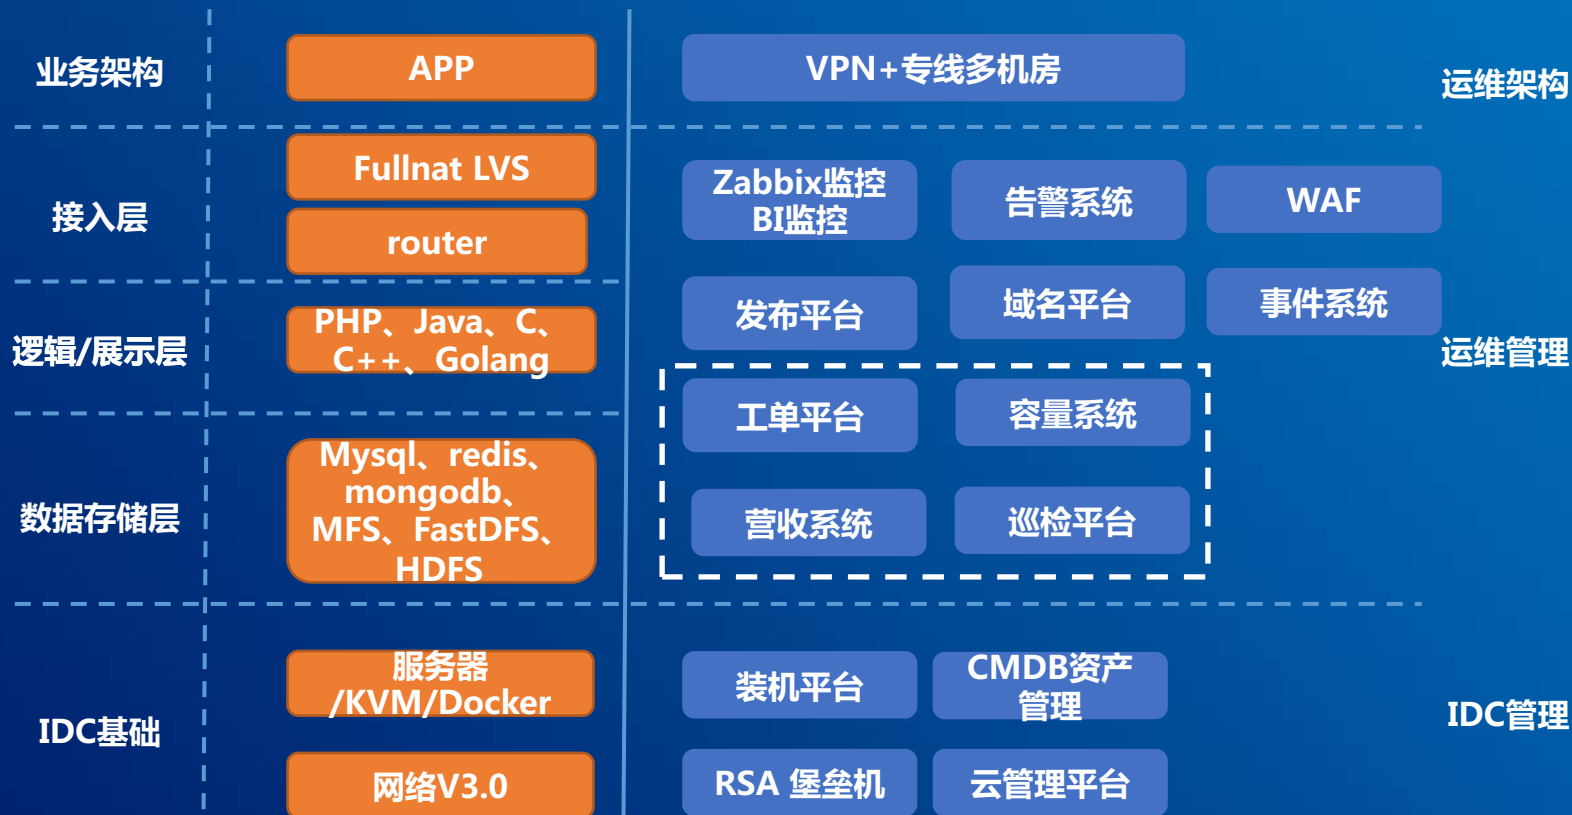 业务架构
APP
VPN+专线多机房
运维架构
接入层
Fullnat LVS
router
Zabbix监控
BI监控
告警系统
WAF
逻辑/展示层
PHP、Java、C、
C++、Golang
发布平台
域名平台
事件系统
运维管理
工单平台
容量系统
数据存储层
Mysql、redis、
mongodb、
MFS、FastDFS、
HDFS
营收系统
巡检平台
IDC基础
服务器
/KVM/Docker
网络V3.0
装机平台
CMDB资产
管理
IDC管理
RSA 堡垒机
云管理平台